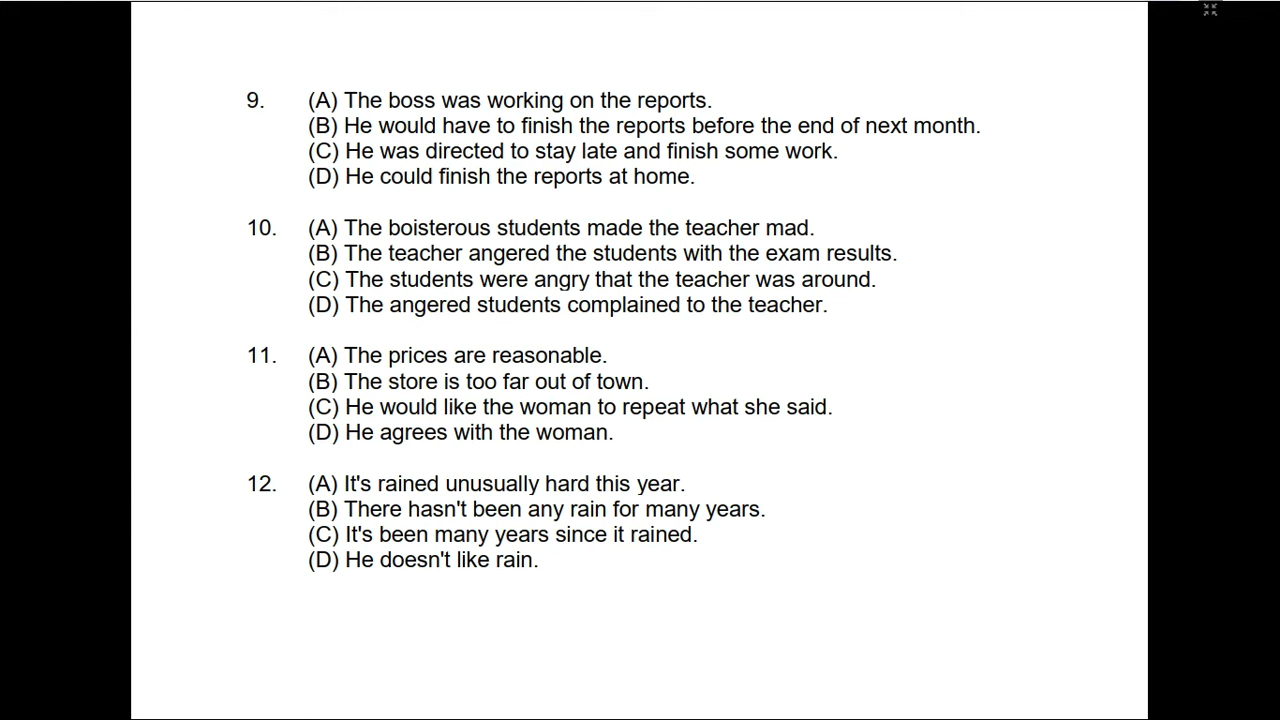 9. (A) The boss was working on the reports.
(B) He would have to finish the reports before the end of next month.
(C) He was directed to stay late and finish some work.
(D) He could finish the reports at home.
10. (A) The boisterous students made the teacher mad.
(B) The teacher angered the students with the exam results.
(C) The students were angry that the teacher was around.
(D) The angered students complained to the teacher.
11. (A) The prices are reasonable.
(B) The store is too far out of town.
(C) He would like the woman to repeat what she said.
(D) He agrees with the woman.
12. (A) It's rained unusually hard this year.
(B) There hasn't been any rain for many years.
(C) It's been many years since it rained.
(D) He doesn't like rain.